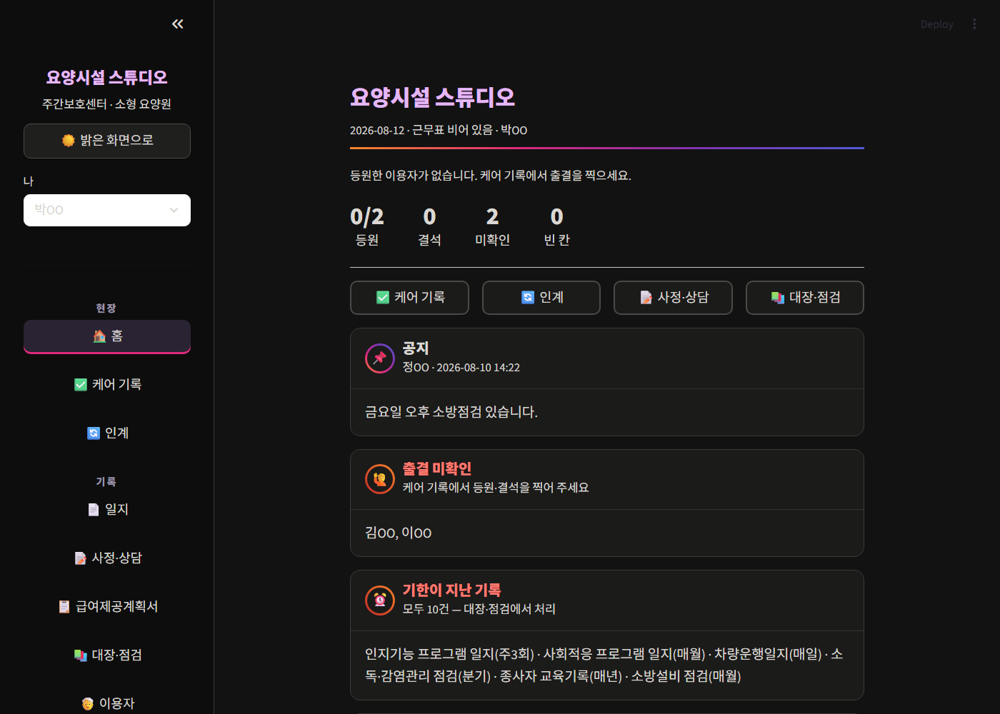 요양시설 스튜디오
주간보호센터 · 소형 요양원
밝은 화면으로
나
박OO
현장
홈
케어 기록
인계
기록
일지
사정·상담
급여제공계획서
대장·점검
이용자
Deploy
요양시설 스튜디오
2026-08-12 · 근무표 비어 있음 · 박OO
등원한 이용자가 없습니다. 케어 기록에서 출결을 찍으세요.
0/2 0 2 0
등원 결석 미확인 빈 칸
케어 기록 인계 사정·상담 대장·점검
공지
정OO · 2026-08-10 14:22
금요일 오후 소방점검 있습니다.
출결 미확인
케어 기록에서 등원·결석을 찍어 주세요
김OO, 이OO
기한이 지난 기록
모두 10건 — 대장·점검에서 처리
인지기능 프로그램 일지(주3회) · 사회적응 프로그램 일지(매월) · 차량운행일지(매일) · 소
독·감염관리 점검(분기) · 종사자 교육기록(매년) · 소방설비 점검(매월)